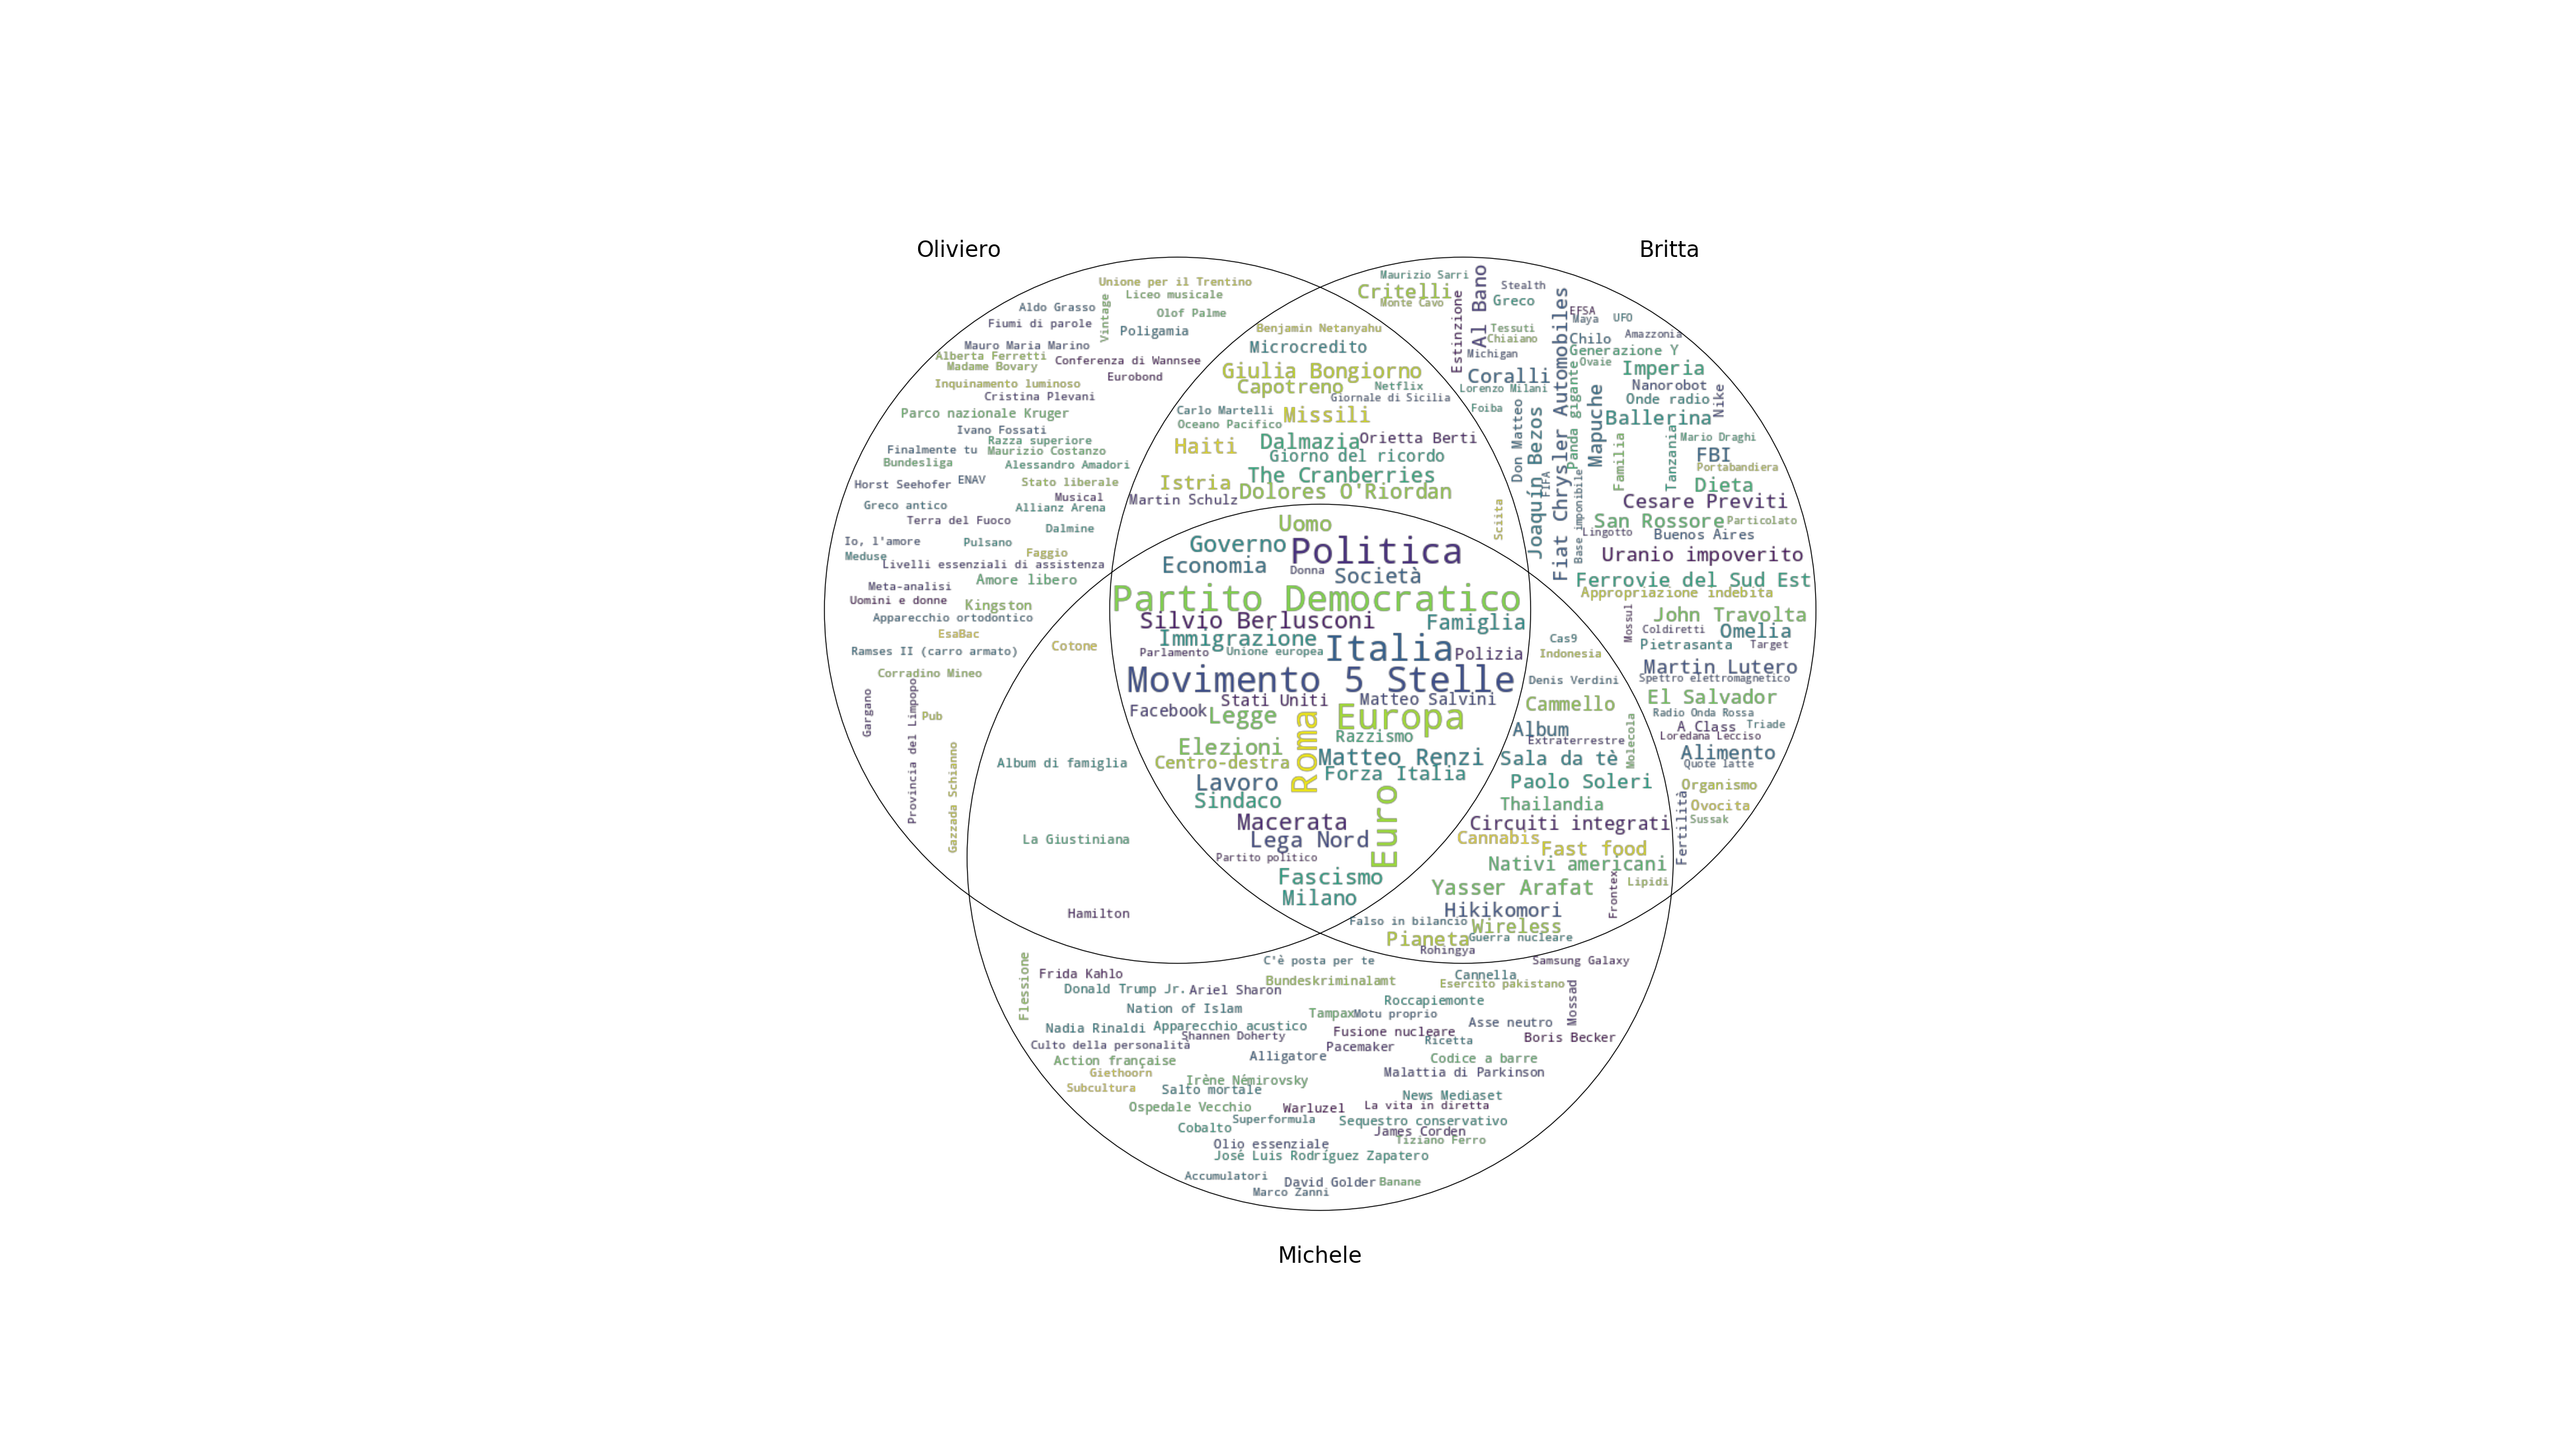 Oliviero
Britta
Unione per il Trentino
Liceo musicale
Aldo Grasso
Vintage
Olof Palme
Fiumi di parole
Poligamia
Mauro Maria Marino
Alberta Ferretti
Conferenza di Wannsee
Madame Bovary
Eurobond
Inquinamento luminoso
Cristina Plevani
Parco nazionale Kruger
Ivano Fossati
Razza superiore
Finalmente tu
Maurizio Costanzo
Bundesliga
Alessandro Amadori
Horst Seehofer
ENAV
Stato liberale
Musical
Greco antico
Allianz Arena
Terra del Fuoco
Dalmine
Io, l'amore
Pulsano
Meduse
Faggio
Livelli essenziali di assistenza
Amore libero
Meta-analisi
Uomini e donne
Kingston
Apparecchio ortodontico
EsaBac
Ramses II (carro armato)
Corradino Mineo
Gargano
Provincia del Limpopo
Pub
Gazzada Schianno
Benjamin Netanyahu
Microcredito
Giulia Bongiorno
Capotreno
Netflix
Giornale di Sicilia
Carlo Martelli
Missili
Oceano Pacifico
Haiti
Dalmazia
Orietta Berti
Giorno del ricordo
The Cranberries
Istria
Dolores O'Riordan
Martin Schulz
Sciita
Maurizio Sarri
Critelli
Monte Cavo
Al Bano
Stealth
Greco
Estinzione
Fiat Chrysler Automobiles
EFSA
Maya
UFO
Tessuti
Chiaiano
Chilo
Amazzonia
Michigan
Generazione Y
Ovaie
Imperia
Coralli
Lorenzo Milani
Panda gigante
Nanorobot
Nike
Mapuche
Onde radio
Foiba
Don Matteo
Joaquín Bezos
Ballerina
Familia
Tanzania
Mario Draghi
FBI
Portabandiera
FIFA
Base imponibile
Dieta
Cesare Previti
San Rossore
Particolato
Lingotto
Buenos Aires
Uranio impoverito
Ferrovie del Sud Est
Appropriazione indebita
Mossul
John Travolta
Coldiretti
Omelia
Pietrasanta
Target
Martin Lutero
Spettro elettromagnetico
El Salvador
Radio Onda Rossa
A Class
Triade
Loredana Lecciso
Alimento
Quote latte
Organismo
Fertilità
Ovocita
Sussak
Uomo
Governo
Politica
Economia
Donna
Società
Partito Democratico
Silvio Berlusconi
Famiglia
Immigrazione
Italia
Parlamento
Unione europea
Polizia
Movimento 5 Stelle
Stati Uniti
Matteo Salvini
Facebook
Legge
Roma
Europa
Razzismo
Elezioni
Centro-destra
Matteo Renzi
Forza Italia
Lavoro
Sindaco
Euro
Macerata
Lega Nord
Partito politico
Fascismo
Milano
Cotone
Album di famiglia
La Giustiniana
Hamilton
Cas9
Indonesia
Denis Verdini
Cammello
Album
Extraterrestre
Molecola
Sala da tè
Paolo Soleri
Thailandia
Circuiti integrati
Cannabis
Fast food
Nativi americani
Yasser Arafat
Frontex
Lipidi
Hikikomori
Falso in bilancio
Wireless
Pianeta
Guerra nucleare
Rohingya
C'è posta per te
Samsung Galaxy
Flessione
Frida Kahlo
Cannella
Bundeskriminalamt
Esercito pakistano
Donald Trump Jr.
Ariel Sharon
Mossad
Roccapiemonte
Nation of Islam
Tampax
Motu proprio
Asse neutro
Nadia Rinaldi
Apparecchio acustico
Fusione nucleare
Shannen Doherty
Ricetta
Boris Becker
Culto della personalità
Pacemaker
Alligatore
Action française
Codice a barre
Giethoorn
Malattia di Parkinson
Irène Némirovsky
Subcultura
Salto mortale
News Mediaset
Ospedale Vecchio
Warluzel
La vita in diretta
Superformula
Sequestro conservativo
Cobalto
James Corden
Tiziano Ferro
Olio essenziale
José Luis Rodríguez Zapatero
Accumulatori
David Golder
Banane
Marco Zanni
Michele